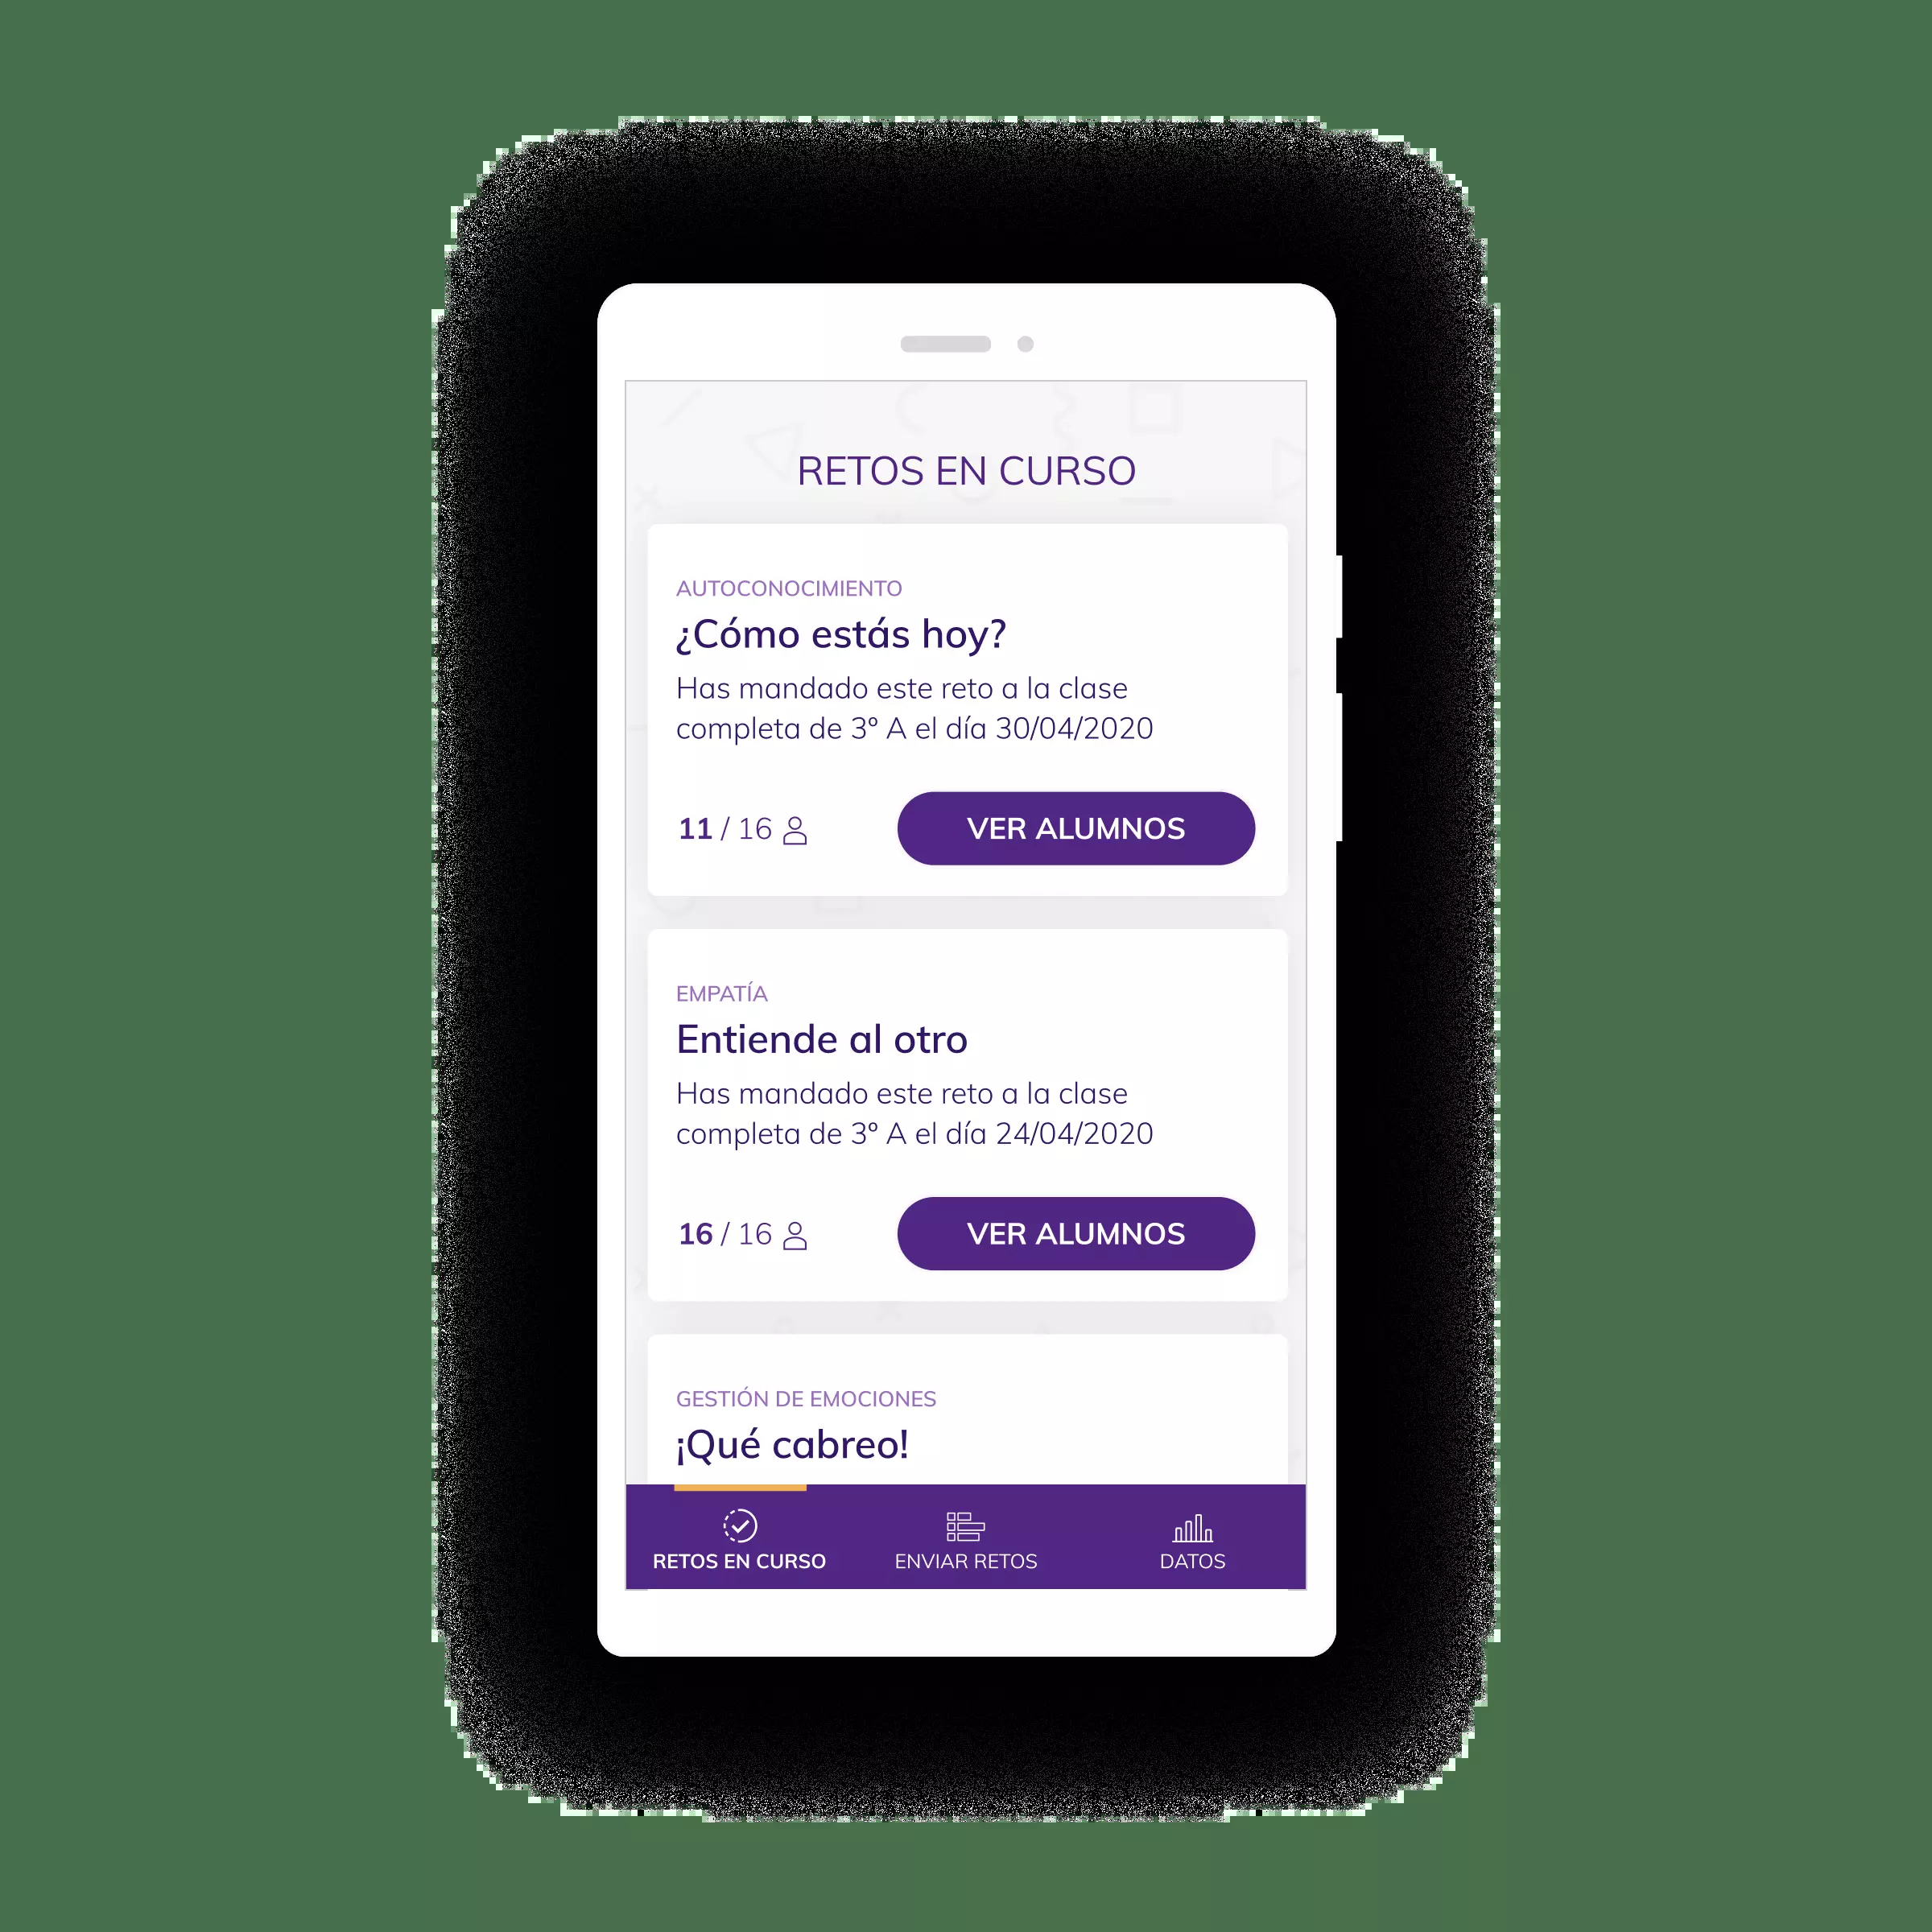 RETOS EN CURSO
AUTOCONOCIMIENTO
¿Cómo estás hoy?
Has mandado este reto a la clase
completa de 3º A el día 30/04/2020
11 / 16
VER ALUMNOS
EMPATÍA
Entiende al otro
Has mandado este reto a la clase
completa de 3º A el día 24/04/2020
16 / 16
VER ALUMNOS
GESTIÓN DE EMOCIONES
¡Qué cabreo!
RETOS EN CURSO
ENVIAR RETOS
DATOS